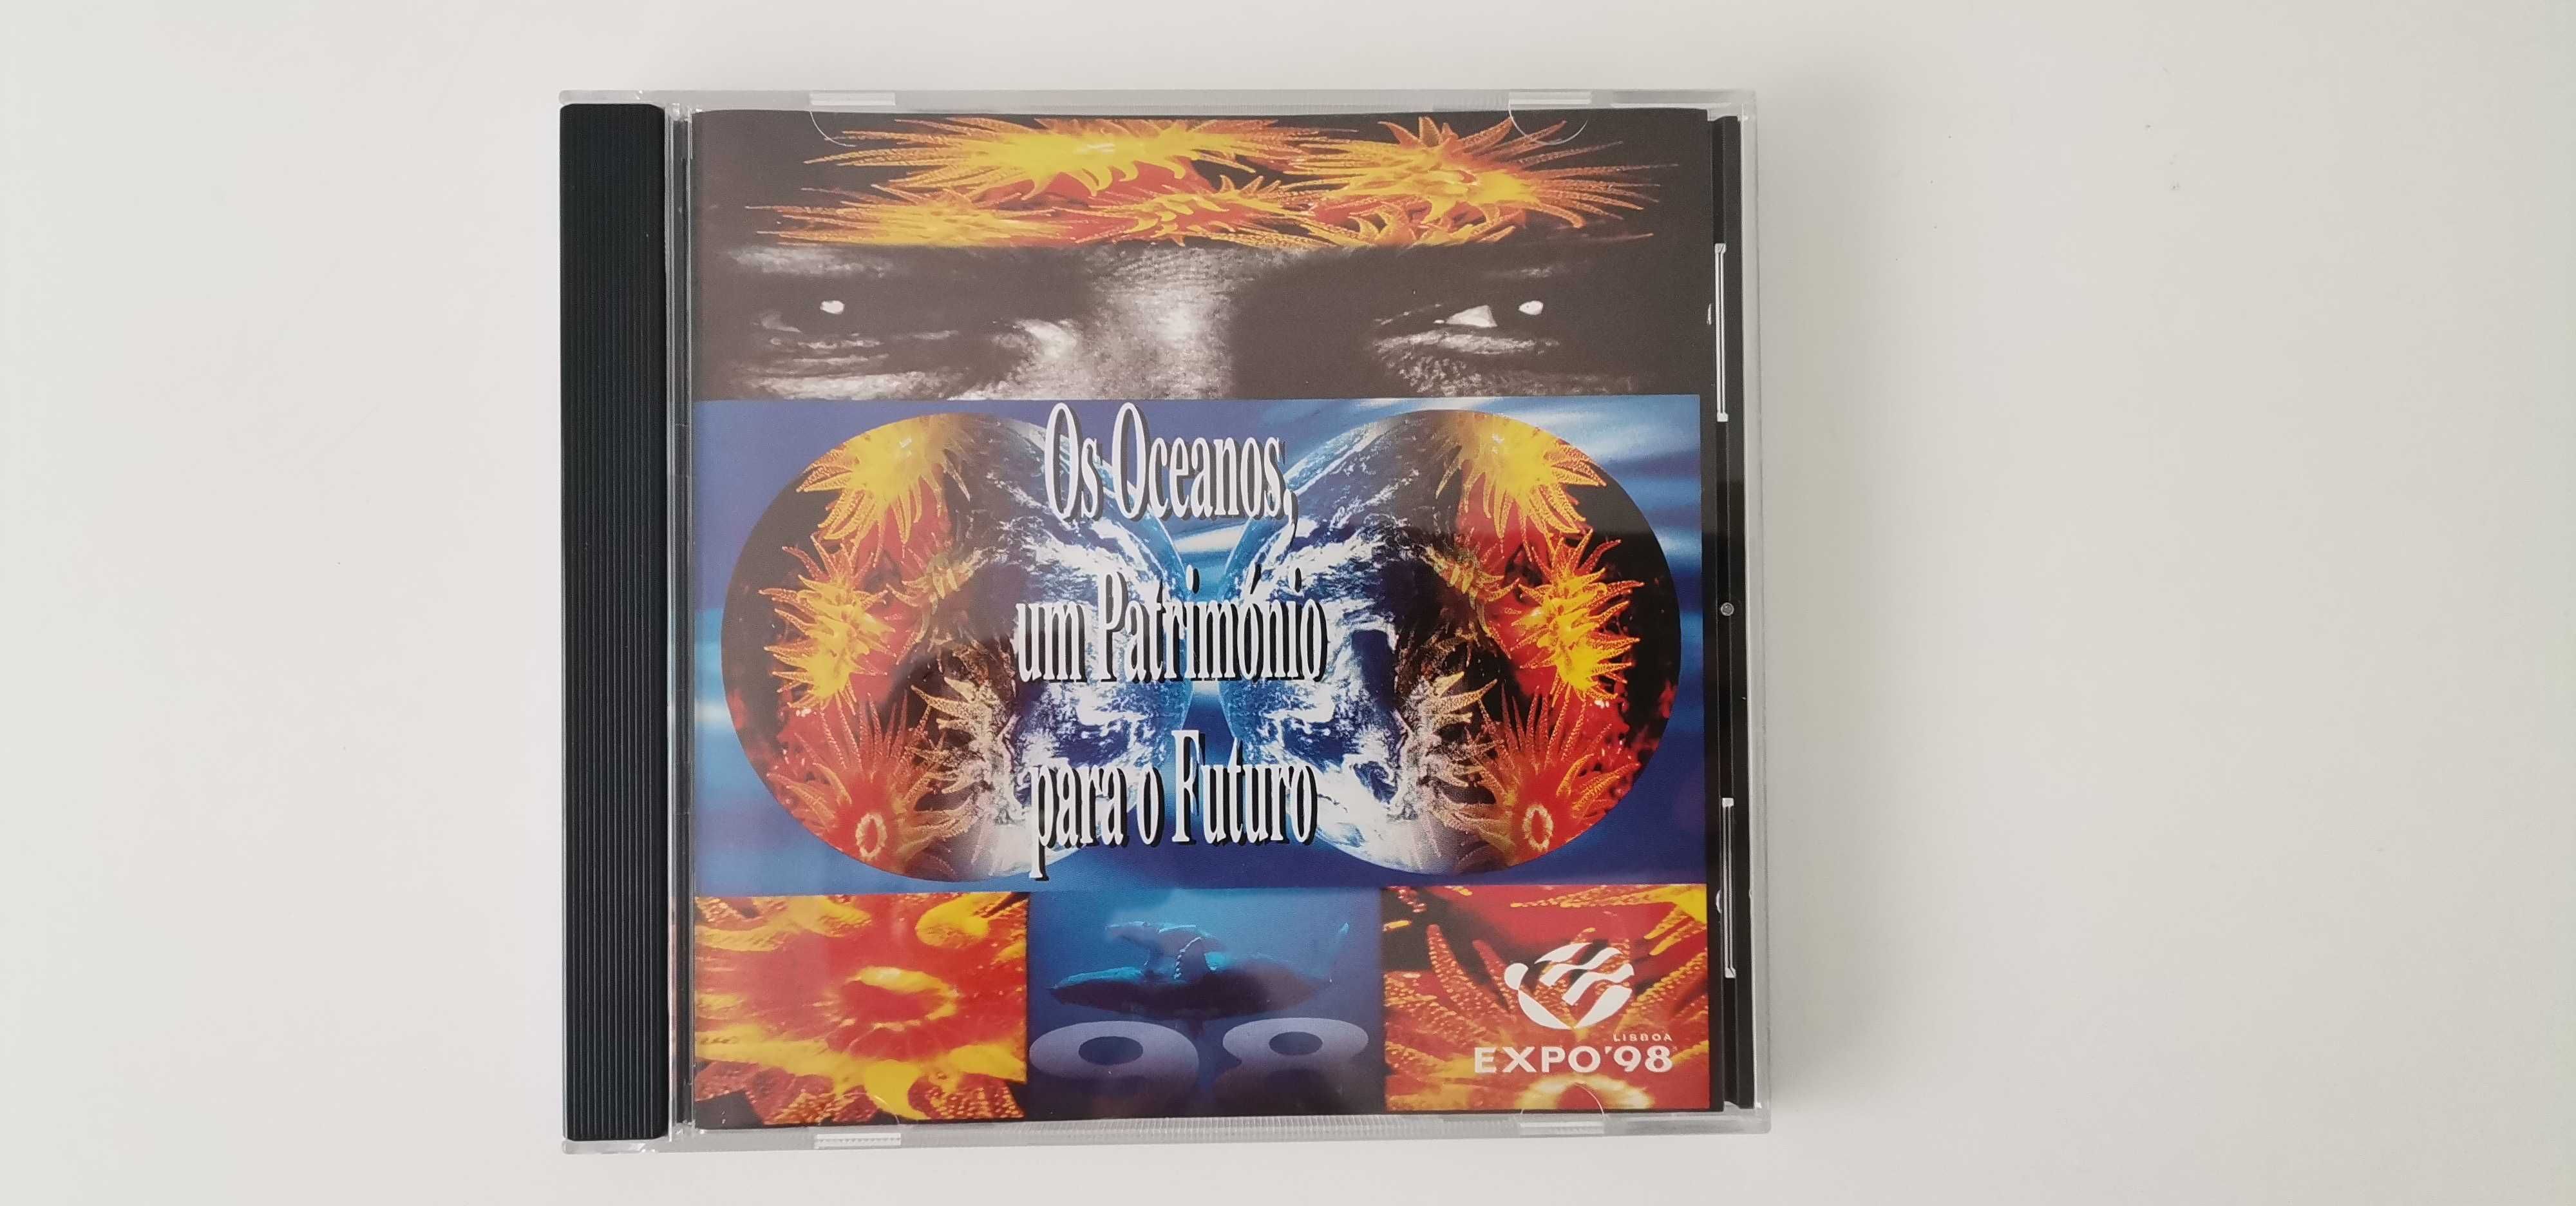 Os Oceanos,
um Património
para o Futuro
98
LISBOA
EXPO'98